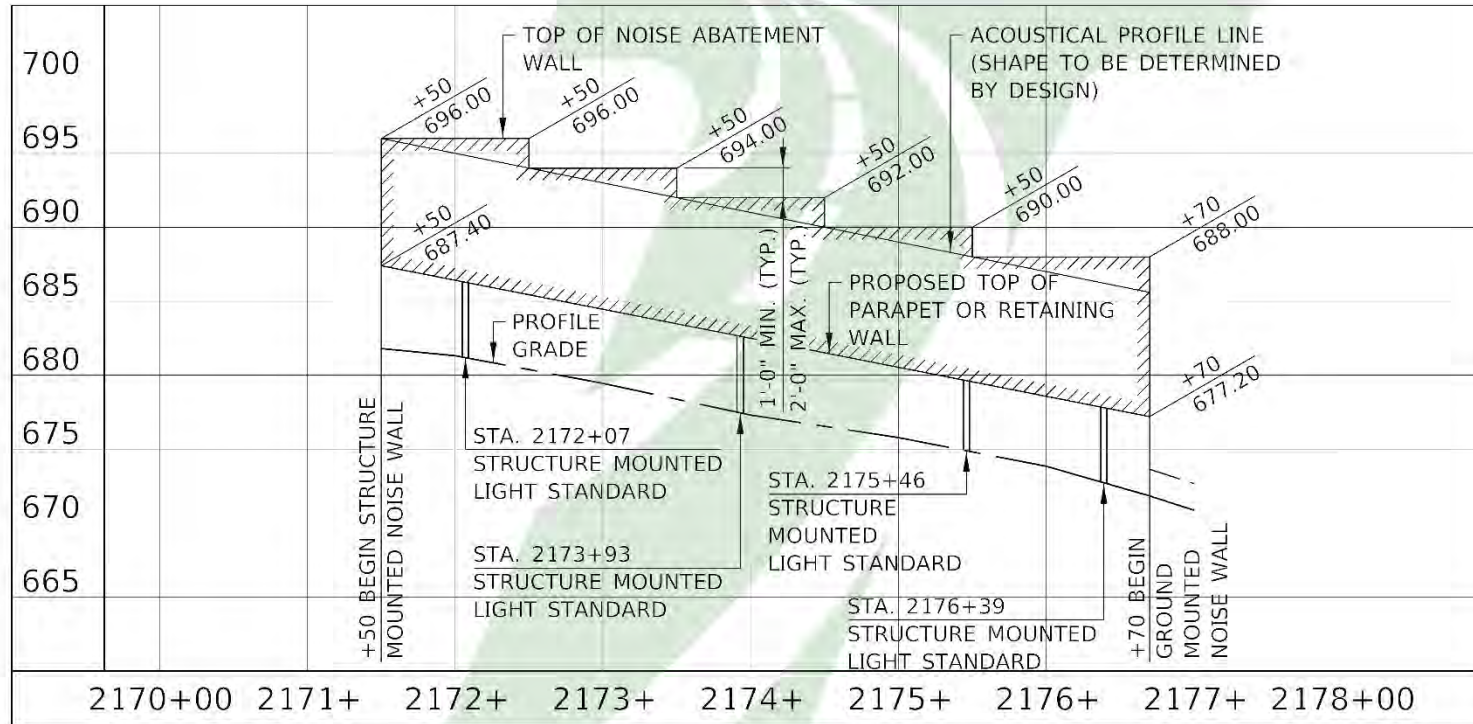 700
695
690
685
680
675
670
665
TOP OF NOISE ABATEMENT
WALL
ACOUSTICAL PROFILE LINE
(SHAPE TO BE DETERMINED
BY DESIGN)
+50
696.00
+50
696.00
+50
694.00
+50
692.00
+50
690.00
+70
688.00
+50
687.40
1'-0" MIN. (TYP.)
2'-0" MAX. (TYP.)
PROPOSED TOP OF
PARAPET OR RETAINING
WALL
PROFILE
GRADE
+70
677.20
+50 BEGIN STRUCTURE
MOUNTED NOISE WALL
STA. 2172+07
STRUCTURE MOUNTED
LIGHT STANDARD
STA. 2173+93
STRUCTURE MOUNTED
LIGHT STANDARD
STA. 2175+46
STRUCTURE
MOUNTED
LIGHT STANDARD
STA. 2176+39
STRUCTURE MOUNTED
LIGHT STANDARD
+70 BEGIN
GROUND
MOUNTED
NOISE WALL
2170+00 2171+ 2172+ 2173+ 2174+ 2175+ 2176+ 2177+ 2178+00